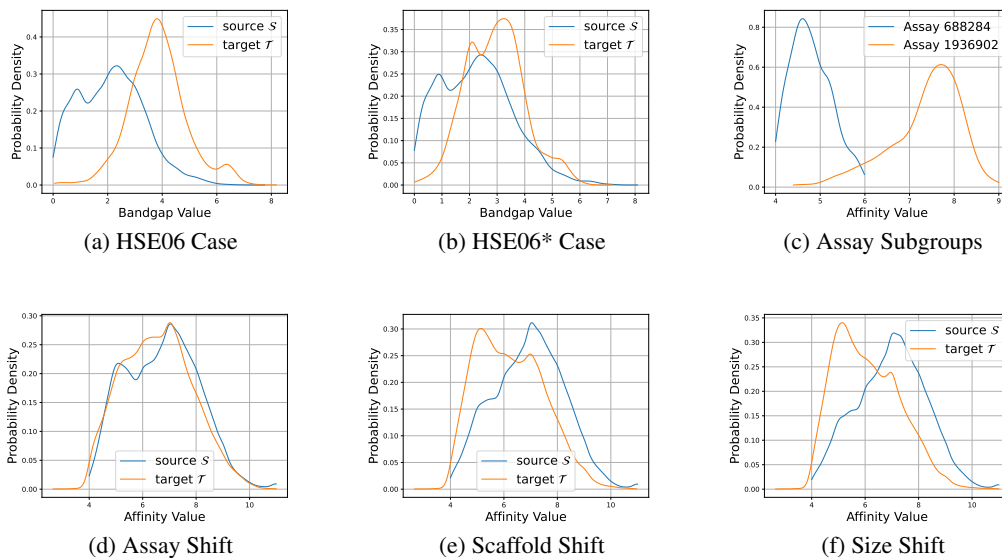 source S
target T
Probability Density
0.4
0.3
0.2
0.1
0.0
0 1 2 3 4 5 6 7 8
Bandgap Value
(a) HSE06 Case
source S
target T
Probability Density
0.35
0.30
0.25
0.20
0.15
0.10
0.05
0.00
0 1 2 3 4 5 6 7 8
Bandgap Value
(b) HSE06* Case
Assay 688284
Assay 1936902
Probability Density
0.8
0.6
0.4
0.2
0.0
4 5 6 7 8 9
Affinity Value
(c) Assay Subgroups
Probability Density
0.30
0.25
0.20
0.15
0.10
0.05
0.00
source S
target T
4 6 8 10
Affinity Value
(d) Assay Shift
Probability Density
0.30
0.25
0.20
0.15
0.10
0.05
0.00
source S
target T
4 6 8 10
Affinity Value
(e) Scaffold Shift
source S
target T
Probability Density
0.35
0.30
0.25
0.20
0.15
0.10
0.05
0.00
4 6 8 10
Affinity Value
(f) Size Shift